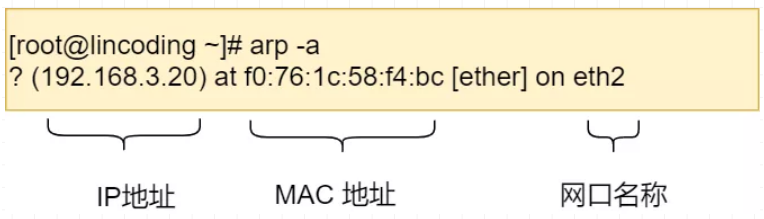 [root@lincoding ~]# arp -a
? (192.168.3.20) at f0:76:1c:58:f4:bc [ether] on eth2
IP地址 MAC 地址 网口名称